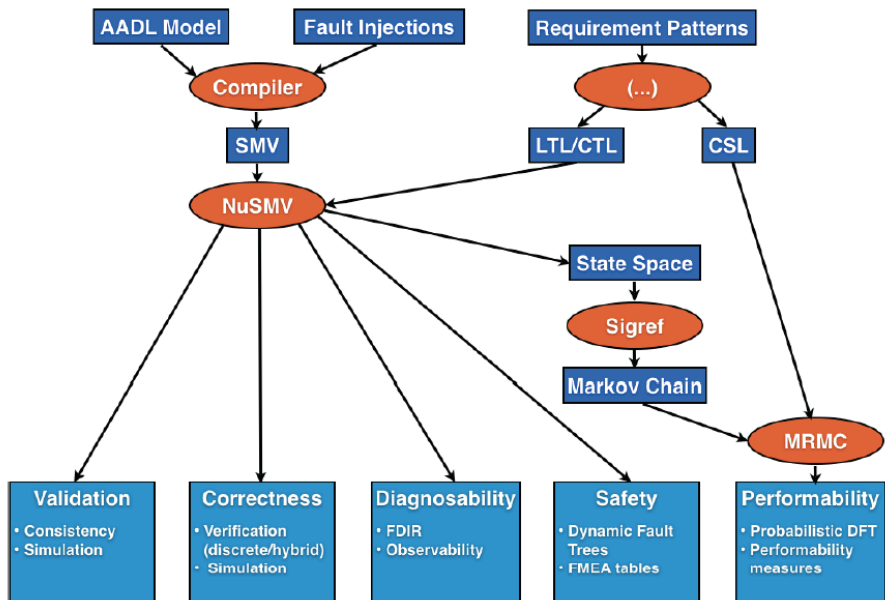 AADL Model
Fault Injections
Requirement Patterns
Compiler
(...)
SMV
LTL/CTL
CSL
NuSMV
State Space
Sigref
Markov Chain
MRMC
Validation
• Consistency
• Simulation
Correctness
• Verification
(discrete/hybrid)
• Simulation
Diagnosability
• FDIR
• Observability
Safety
• Dynamic Fault
Trees
• FMEA tables
Performability
• Probabilistic DFT
• Performability
measures